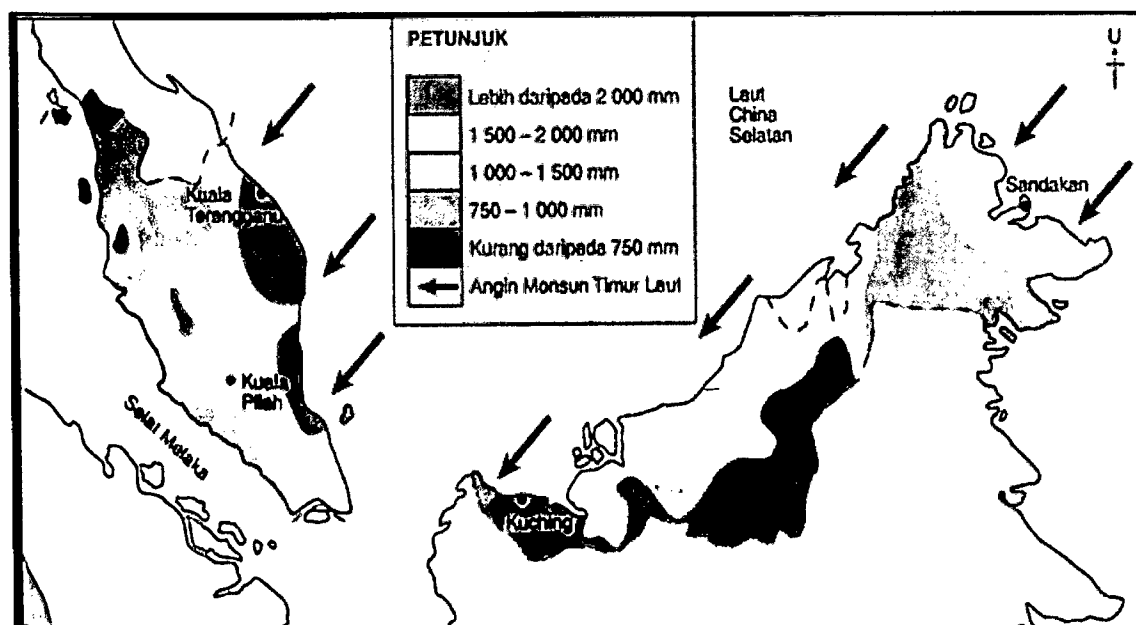 PETUNJUK
Lebih daripada 2 000 mm
1 500 – 2 000 mm
1 000 – 1 500 mm
750 – 1 000 mm
Kurang daripada 750 mm
Angin Monsun Timur Laut
U
Laut
China
Selatan
Sandakan
Kuala
Terengganu
Kuala
Pilah
Selat Melaka
Kuching